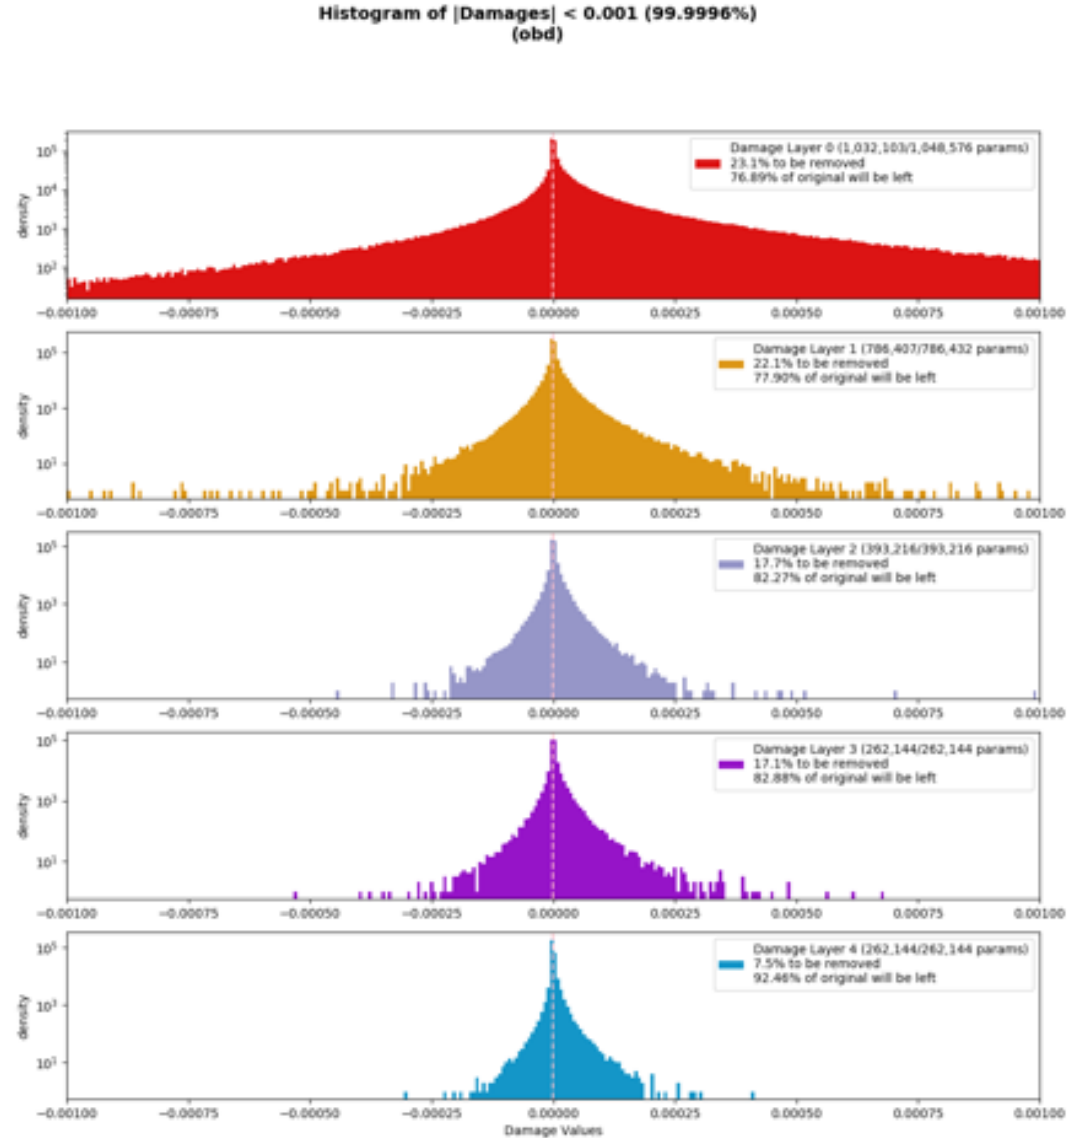 Histogram of |Damages| < 0.001 (99.9996%)
(obd)
Damage Layer 0 (1,032,103/1,048,576 params)
23.1% to be removed
76.89% of original will be left
density
10⁵
10⁴
10³
10²
−0.00100 −0.00075 −0.00050 −0.00025 0.00000 0.00025 0.00050 0.00075 0.00100
Damage Layer 1 (786,407/786,432 params)
22.1% to be removed
77.90% of original will be left
density
10⁵
10³
10¹
−0.00100 −0.00075 −0.00050 −0.00025 0.00000 0.00025 0.00050 0.00075 0.00100
Damage Layer 2 (393,216/393,216 params)
17.7% to be removed
82.27% of original will be left
density
10⁵
10³
10¹
−0.00100 −0.00075 −0.00050 −0.00025 0.00000 0.00025 0.00050 0.00075 0.00100
Damage Layer 3 (262,144/262,144 params)
17.1% to be removed
82.88% of original will be left
density
10⁵
10³
10¹
−0.00100 −0.00075 −0.00050 −0.00025 0.00000 0.00025 0.00050 0.00075 0.00100
Damage Layer 4 (262,144/262,144 params)
7.5% to be removed
92.46% of original will be left
density
10⁵
10³
10¹
−0.00100 −0.00075 −0.00050 −0.00025 0.00000 0.00025 0.00050 0.00075 0.00100
Damage Values